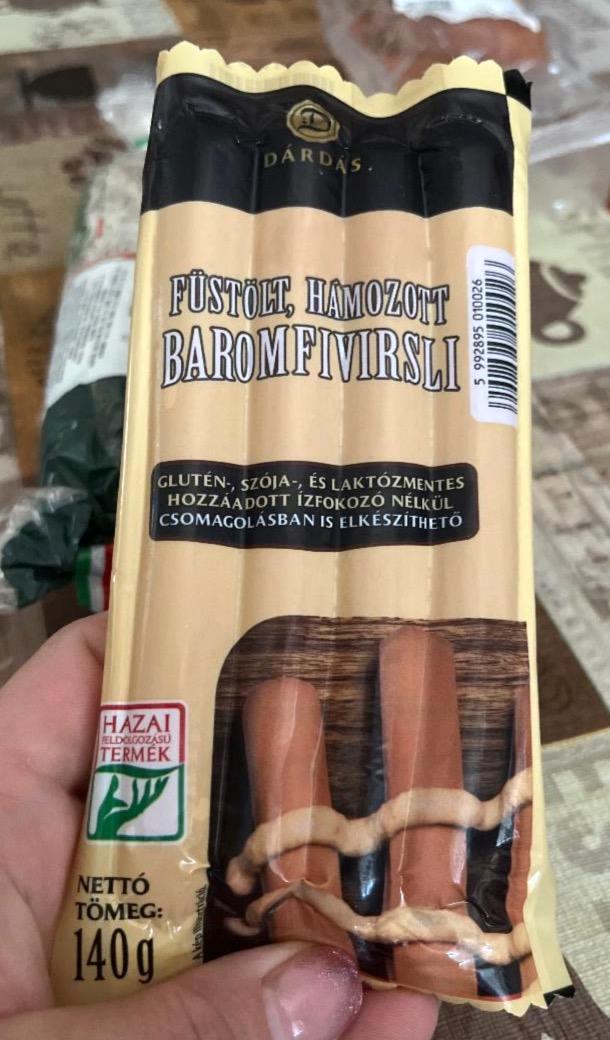 DÁRDÁS.
FÜSTÖLT, HÁMOZOTT
BAROMFIVIRSLI
5 992895 010026
GLUTÉN-, SZÓJA-, ÉS LAKTÓZMENTES
HOZZÁADOTT ÍZFOKOZÓ NÉLKÜL
CSOMAGOLÁSBAN IS ELKÉSZÍTHETŐ
HAZAI
FELDOLGOZÁSÚ
TERMÉK
NETTÓ
TÖMEG:
140g